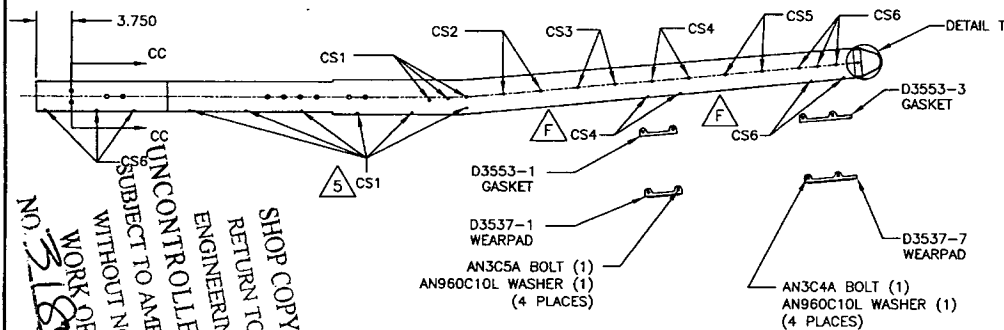 3.750
CC
CC
CS1
CS2
CS3
CS4
CS5
CS6
DETAIL T
CS6
5
CS1
F
CS4
F
CS6
D3553-3
GASKET
D3553-1
GASKET
D3537-1
WEARPAD
D3537-7
WEARPAD
AN3C5A BOLT (1)
AN960C10L WASHER (1)
(4 PLACES)
AN3C4A BOLT (1)
AN960C10L WASHER (1)
(4 PLACES)
SHOP COPY
RETURN TO
ENGINEERIN
UNCONTROLLE
SUBJECT TO AME
WITHOUT
WORK
NO.